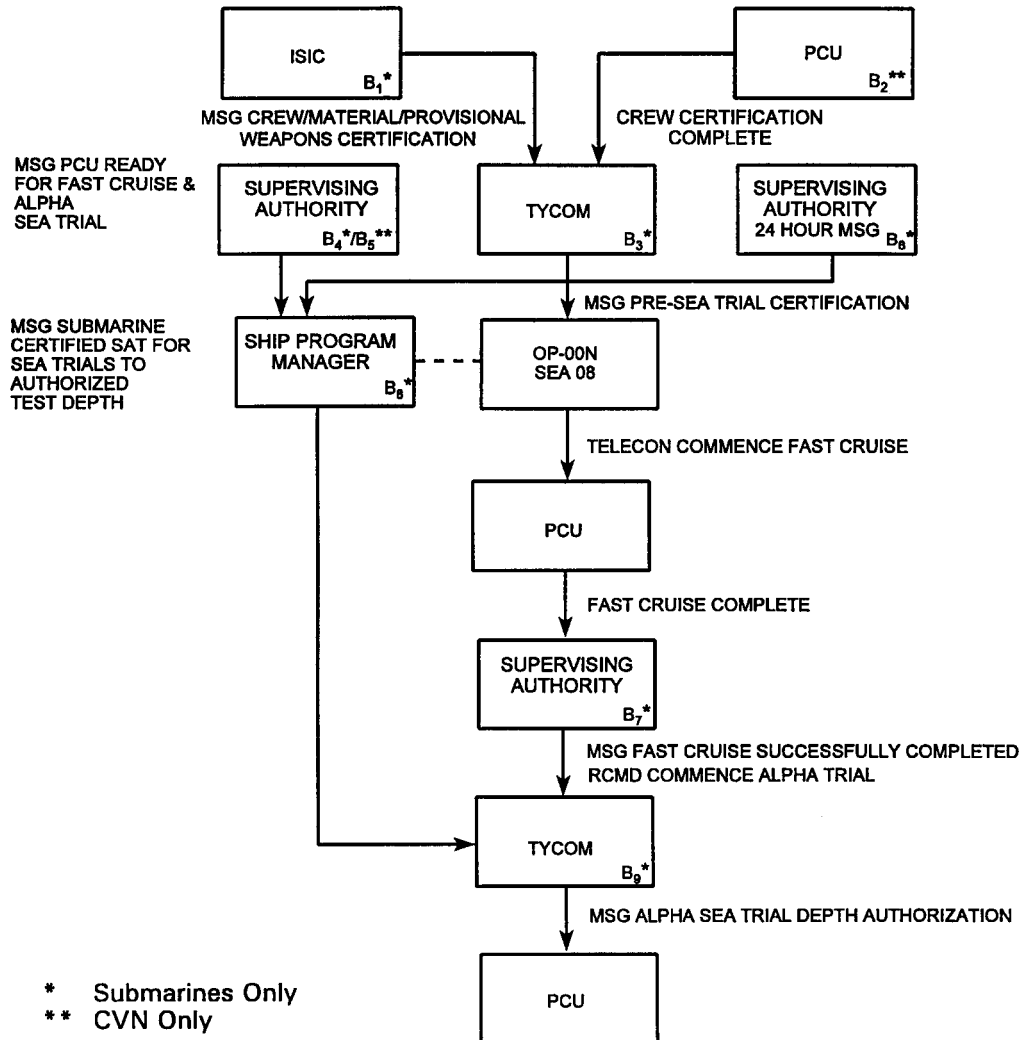 ISIC
B₁*
PCU
B₂**
MSG CREW/MATERIAL/PROVISIONAL
WEAPONS CERTIFICATION
CREW CERTIFICATION
COMPLETE
MSG PCU READY
FOR FAST CRUISE &
ALPHA
SEA TRIAL
SUPERVISING
AUTHORITY
B₄*/B₅**
TYCOM
B₃*
SUPERVISING
AUTHORITY
24 HOUR MSG
B₈*
MSG PRE-SEA TRIAL CERTIFICATION
MSG SUBMARINE
CERTIFIED SAT FOR
SEA TRIALS TO
AUTHORIZED
TEST DEPTH
SHIP PROGRAM
MANAGER
B₆*
OP-00N
SEA 08
TELECON COMMENCE FAST CRUISE
PCU
FAST CRUISE COMPLETE
SUPERVISING
AUTHORITY
B₇*
MSG FAST CRUISE SUCCESSFULLY COMPLETED
RCMD COMMENCE ALPHA TRIAL
TYCOM
B₉*
MSG ALPHA SEA TRIAL DEPTH AUTHORIZATION
PCU
* Submarines Only
** CVN Only